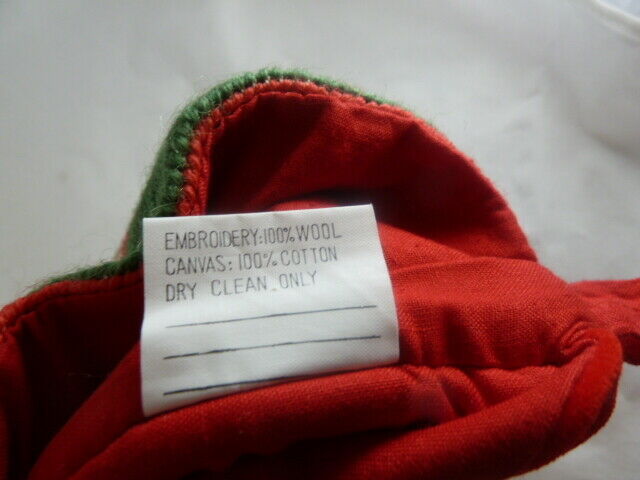 EMBROIDERY:100% WOOL
CANVAS: 100% COTTON
DRY CLEAN ONLY